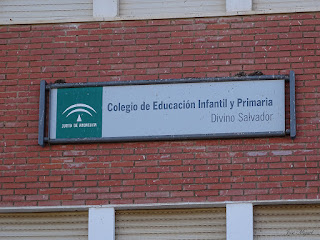 Colegio de Educación Infantil y Primaria
Divino Salvador
JUNTA DE ANDALUCIA